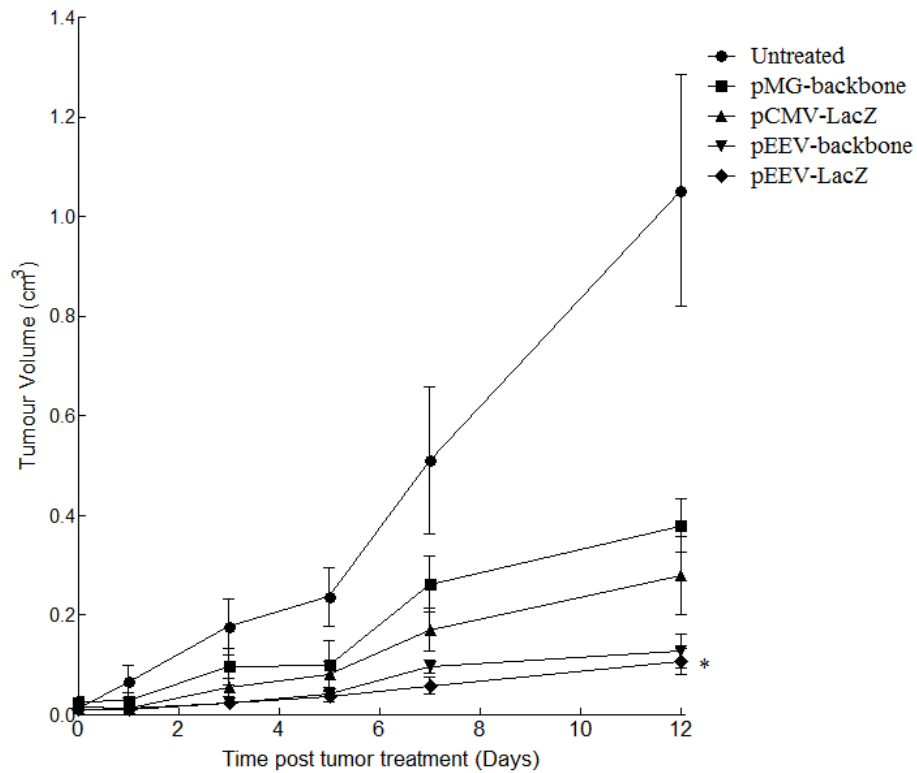 1.4
1.2
1.0
0.8
0.6
0.4
0.2
0.0
Tumour Volume (cm³)
0 2 4 6 8 10 12
Time post tumor treatment (Days)
Untreated
pMG-backbone
pCMV-LacZ
pEEV-backbone
pEEV-LacZ
*